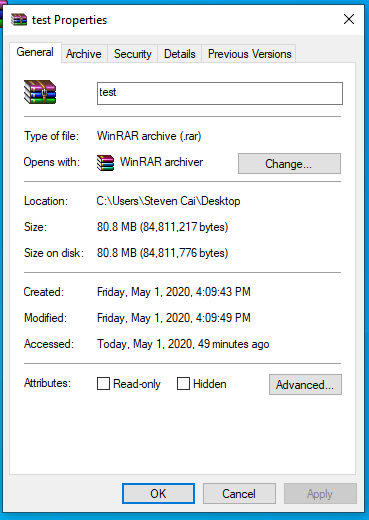 test Properties
General Archive Security Details Previous Versions
test
Type of file: WinRAR archive (.rar)
Opens with: WinRAR archiver Change...
Location: C:\Users\Steven Cai\Desktop
Size: 80.8 MB (84,811,217 bytes)
Size on disk: 80.8 MB (84,811,776 bytes)
Created: Friday, May 1, 2020, 4:09:43 PM
Modified: Friday, May 1, 2020, 4:09:49 PM
Accessed: Today, May 1, 2020, 49 minutes ago
Attributes: Read-only Hidden Advanced...
OK Cancel Apply